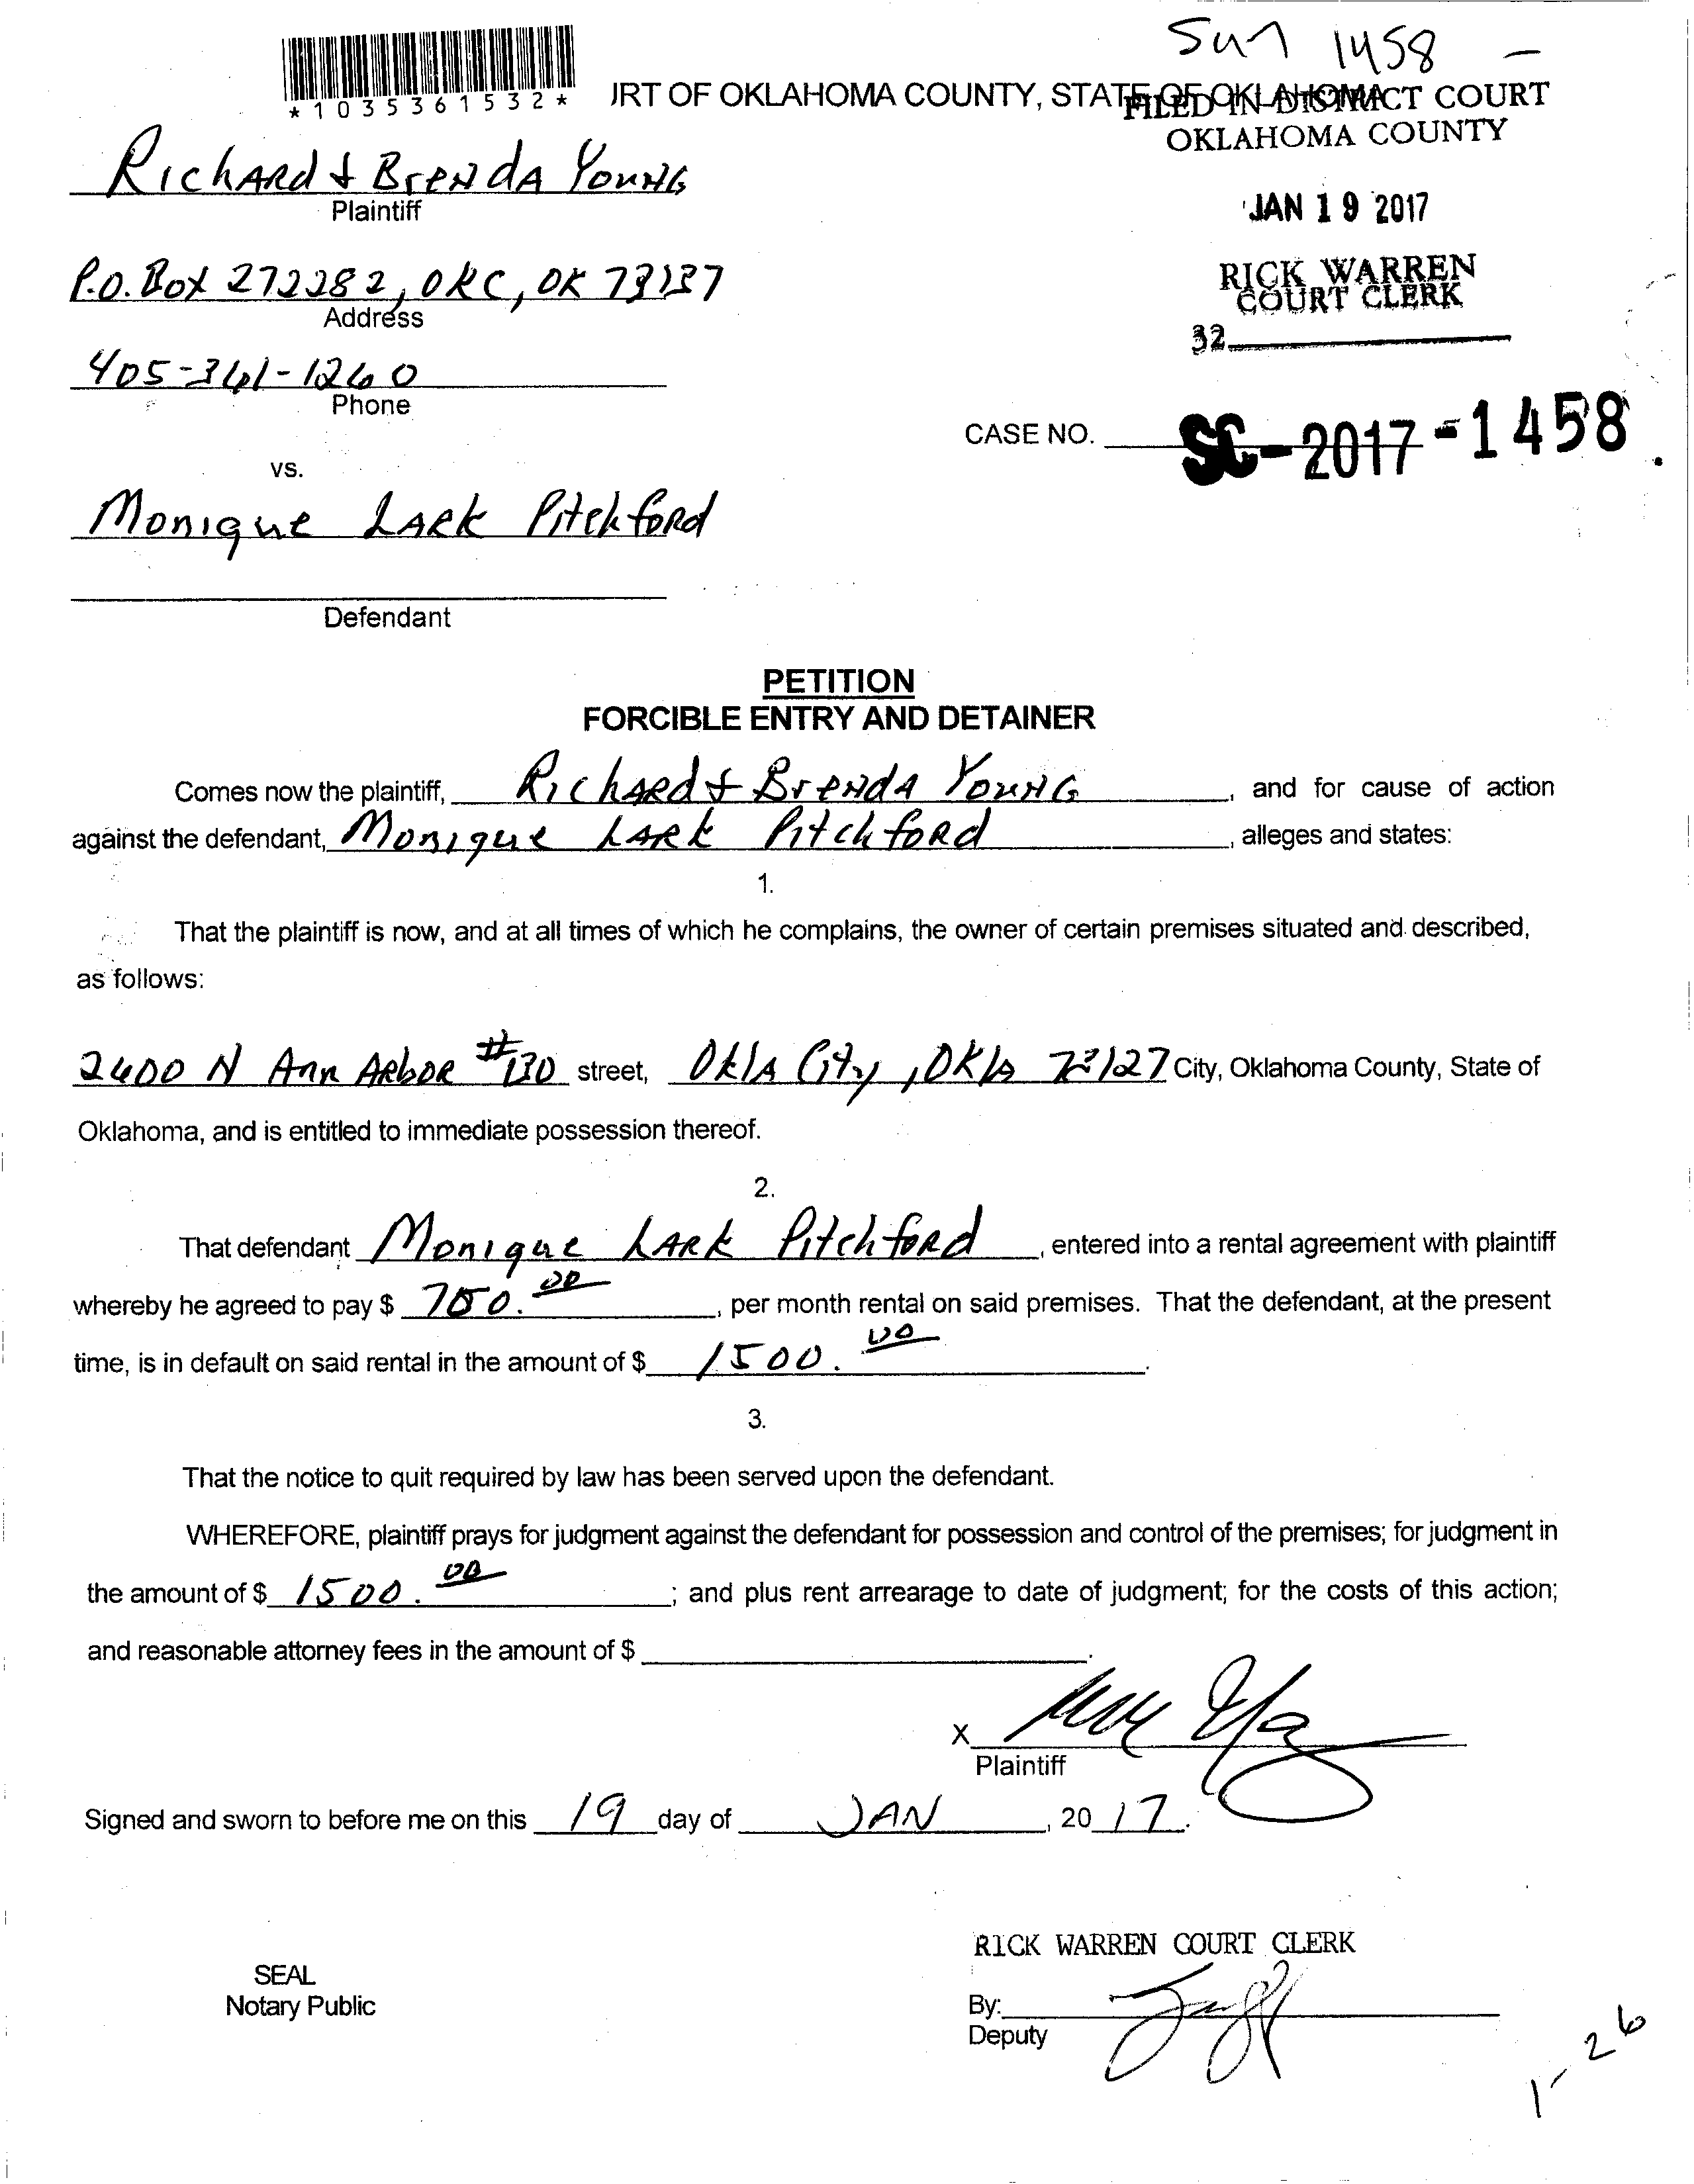 Sun 1458 -
*1035361532*
JRT OF OKLAHOMA COUNTY, STATE OF OKLAHOMA
FILED IN DISTRICT COURT
OKLAHOMA COUNTY
Richard & Brenda Young
Plaintiff
JAN 19 2017
P.O. Box 272282, OKC, OK 73137
Address
RICK WARREN
COURT CLERK
32
405-361-1260
Phone
CASE NO. SC-2017-1458
vs.
Monique Lark Pitchford
Defendant
PETITION
FORCIBLE ENTRY AND DETAINER
Comes now the plaintiff, Richard & Brenda Young, and for cause of action
against the defendant, Monique Lark Pitchford, alleges and states:
1.
That the plaintiff is now, and at all times of which he complains, the owner of certain premises situated and described,
as follows:
2400 N Ann Arbor #130 street, Okla City, Okla 73127 City, Oklahoma County, State of
Oklahoma, and is entitled to immediate possession thereof.
2.
That defendant Monique Lark Pitchford, entered into a rental agreement with plaintiff
whereby he agreed to pay $ 750.00, per month rental on said premises. That the defendant, at the present
time, is in default on said rental in the amount of $ 1500.00.
3.
That the notice to quit required by law has been served upon the defendant.
WHEREFORE, plaintiff prays for judgment against the defendant for possession and control of the premises; for judgment in
the amount of $ 1500.00; and plus rent arrearage to date of judgment; for the costs of this action;
and reasonable attorney fees in the amount of $ .
X
Plaintiff
Signed and sworn to before me on this 19 day of JAN, 2017.
RICK WARREN COURT CLERK
SEAL
Notary Public
By:
Deputy
1-26